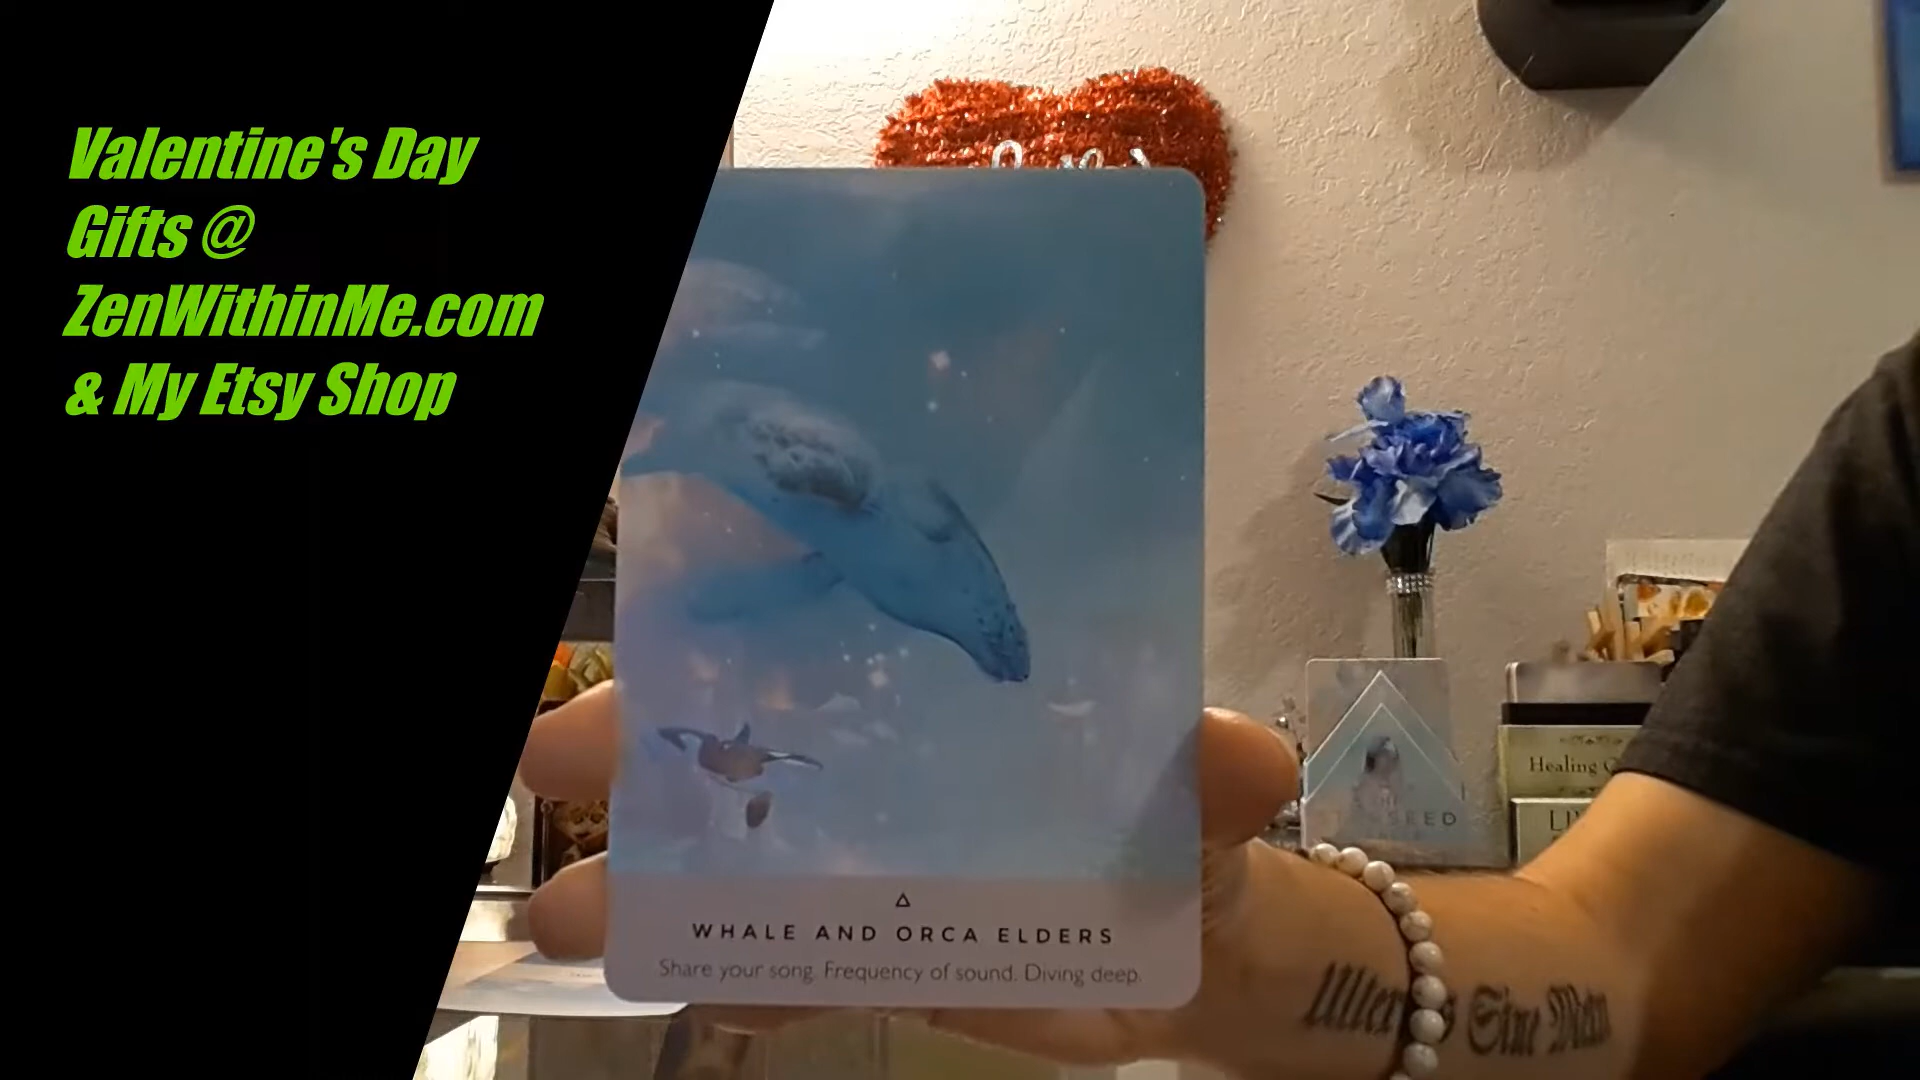 Valentine's Day
Gifts @
ZenWithinMe.com
& My Etsy Shop
WHALE AND ORCA ELDERS
Share your song. Frequency of sound. Diving deep.
Healing
Sine